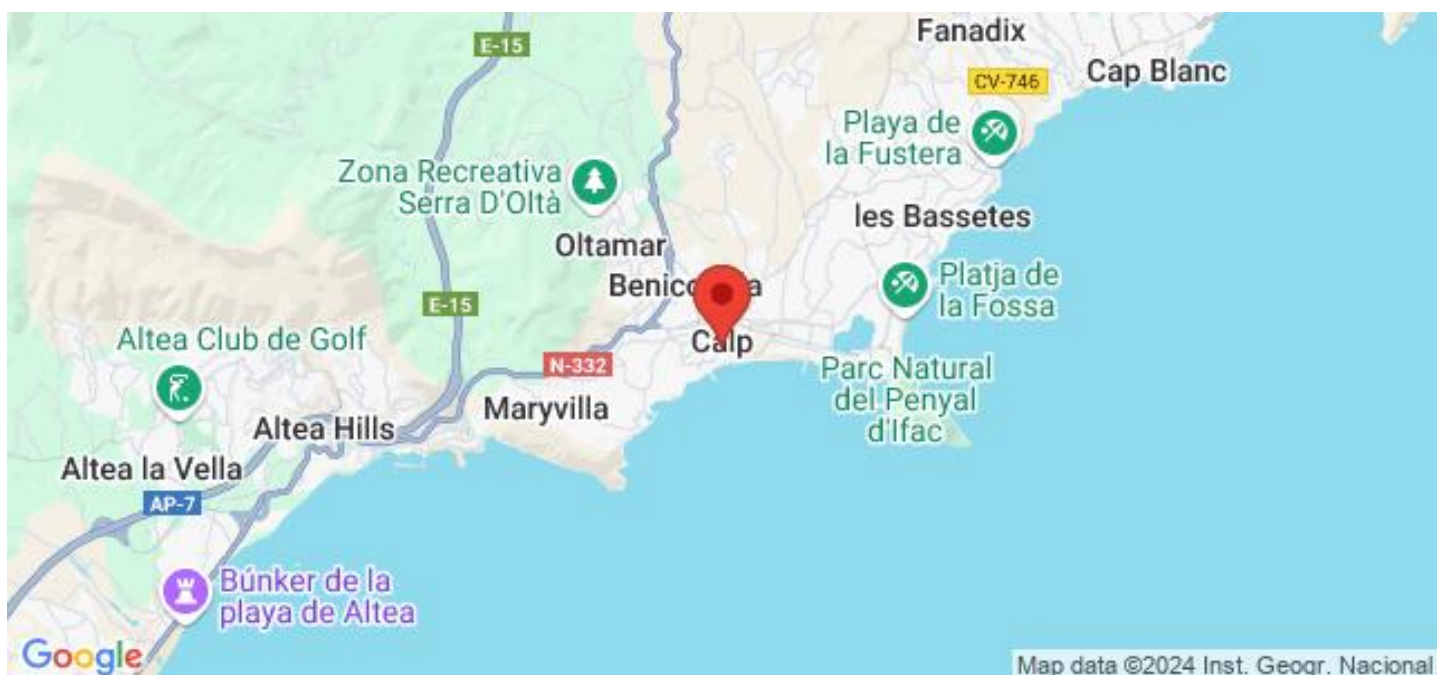 Fanadix
E-15
Cap Blanc
CV-746
Playa de
la Fustera
Zona Recreativa
Serra D'Oltà
les Bassetes
Oltamar
Platja de
la Fossa
E-15
Altea Club de Golf
Calp
N-332
Parc Natural
del Penyal
d'Ifac
Maryvilla
Altea Hills
Altea la Vella
AP-7
Búnker de la
playa de Altea
Google
Map data ©2024 Inst. Geogr. Nacional